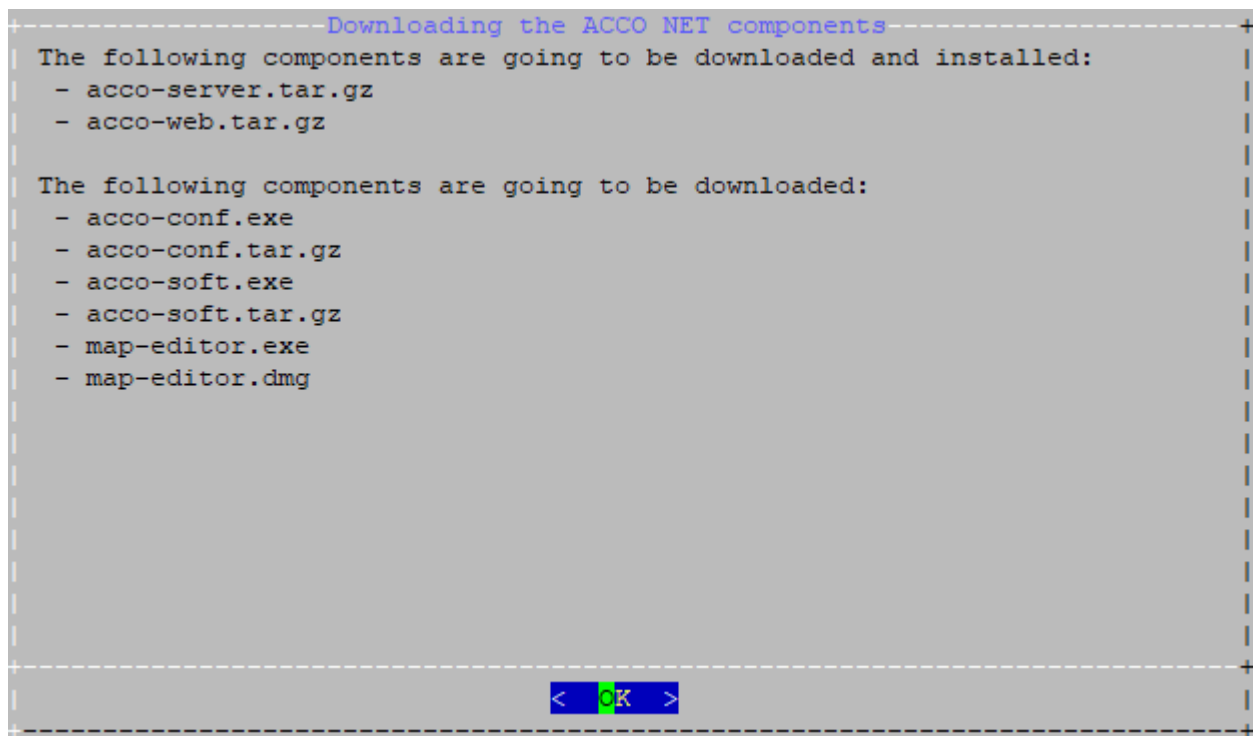 Downloading the ACCO NET components
The following components are going to be downloaded and installed:
- acco-server.tar.gz
- acco-web.tar.gz
The following components are going to be downloaded:
- acco-conf.exe
- acco-conf.tar.gz
- acco-soft.exe
- acco-soft.tar.gz
- map-editor.exe
- map-editor.dmg
< OK >